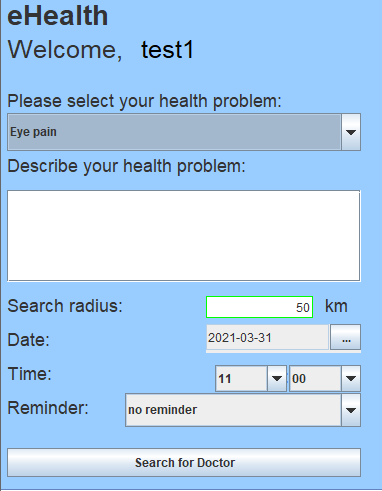 eHealth
Welcome, test1
Please select your health problem:
Eye pain
Describe your health problem:
Search radius: 50 km
Date: 2021-03-31 ...
Time: 11 00
Reminder: no reminder
Search for Doctor